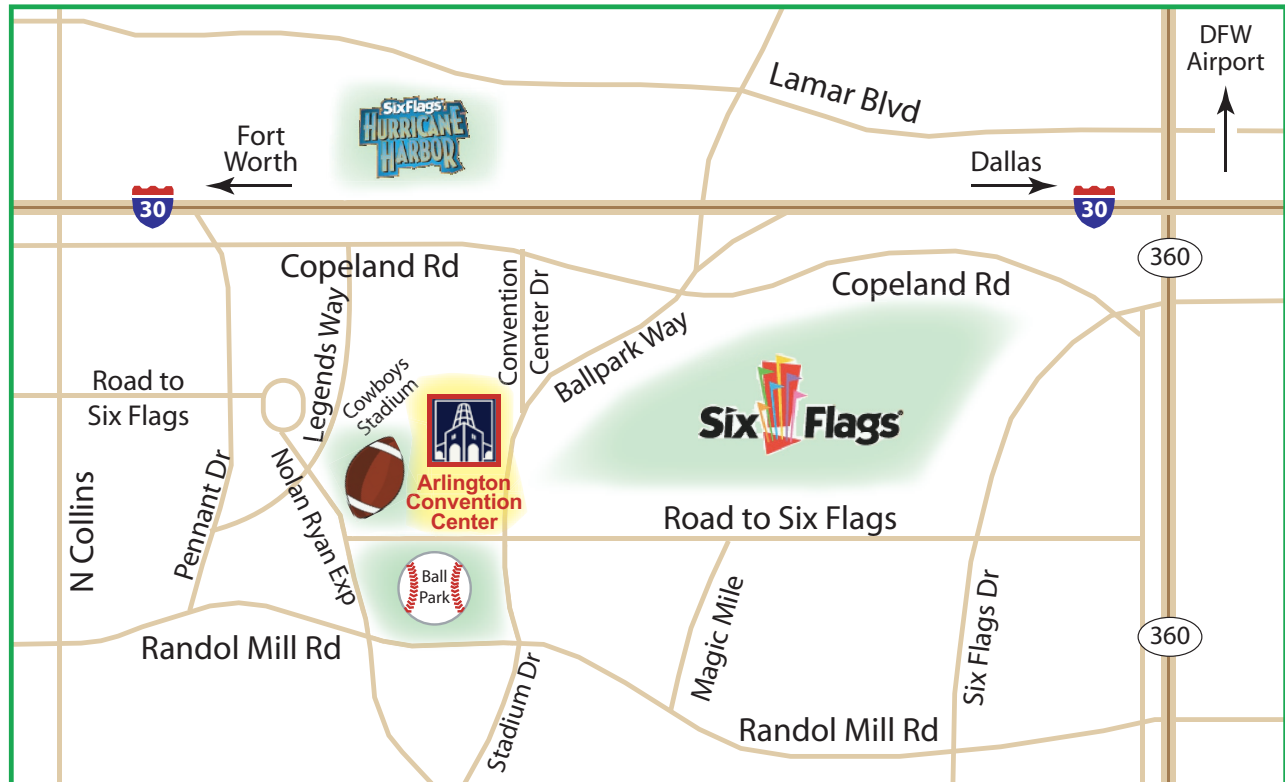 DFW
Airport
Lamar Blvd
SixFlags
HURRICANE
HARBOR
Fort
Worth
Dallas
30
30
360
Copeland Rd
Copeland Rd
Convention
Center Dr
Legends Way
Ballpark Way
Road to
Six Flags
Cowboys
Stadium
Six Flags
Arlington
Convention
Center
N Collins
Pennant Dr
Nolan Ryan Exp
Road to Six Flags
Ball
Park
Magic Mile
Six Flags Dr
360
Randol Mill Rd
Stadium Dr
Randol Mill Rd